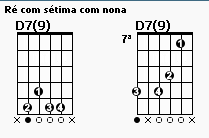 Ré com sétima com nona
D7(9) D7(9)
7ª
1 1
2
3 4
2 3 4
X O O O X O O O